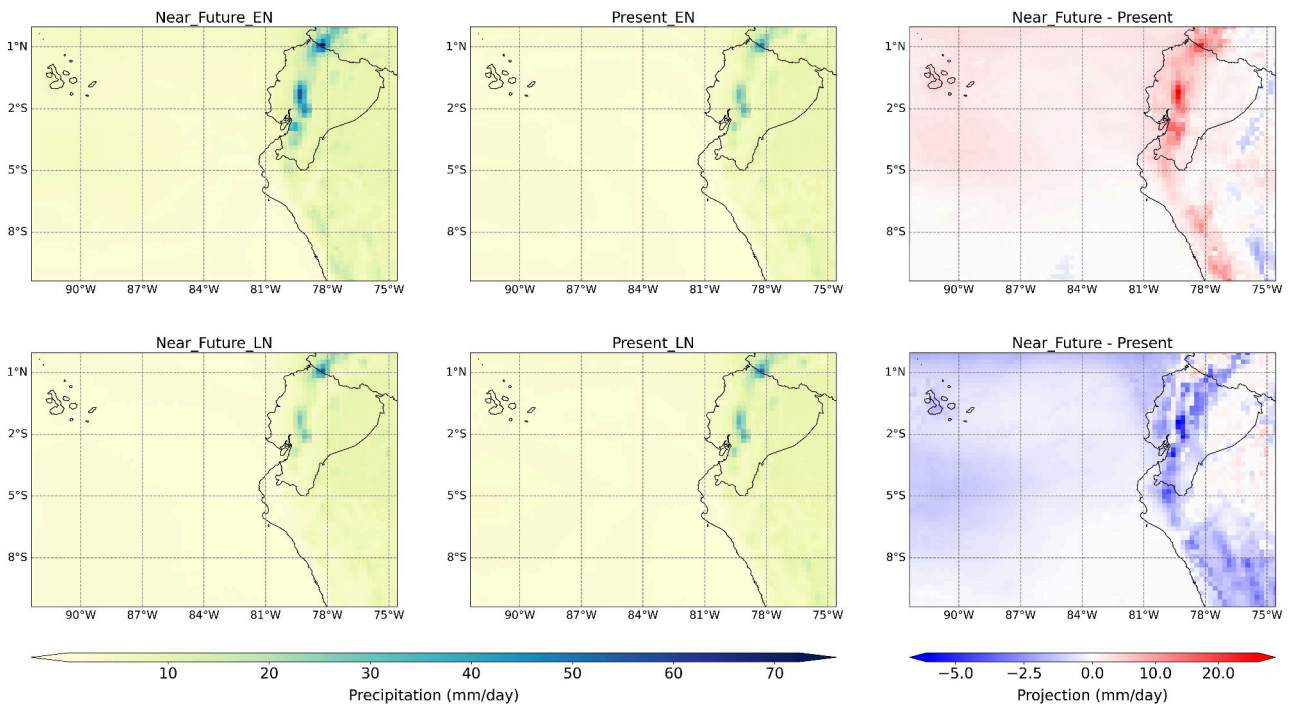 Near_Future_EN
Present_EN
Near_Future - Present
1°N
2°S
5°S
8°S
90°W 87°W 84°W 81°W 78°W 75°W
1°N
2°S
5°S
8°S
90°W 87°W 84°W 81°W 78°W 75°W
1°N
2°S
5°S
8°S
90°W 87°W 84°W 81°W 78°W 75°W
Near_Future_LN
Present_LN
Near_Future - Present
1°N
2°S
5°S
8°S
90°W 87°W 84°W 81°W 78°W 75°W
1°N
2°S
5°S
8°S
90°W 87°W 84°W 81°W 78°W 75°W
1°N
2°S
5°S
8°S
90°W 87°W 84°W 81°W 78°W 75°W
10 20 30 40 50 60 70
Precipitation (mm/day)
−5.0 −2.5 0.0 10.0 20.0
Projection (mm/day)